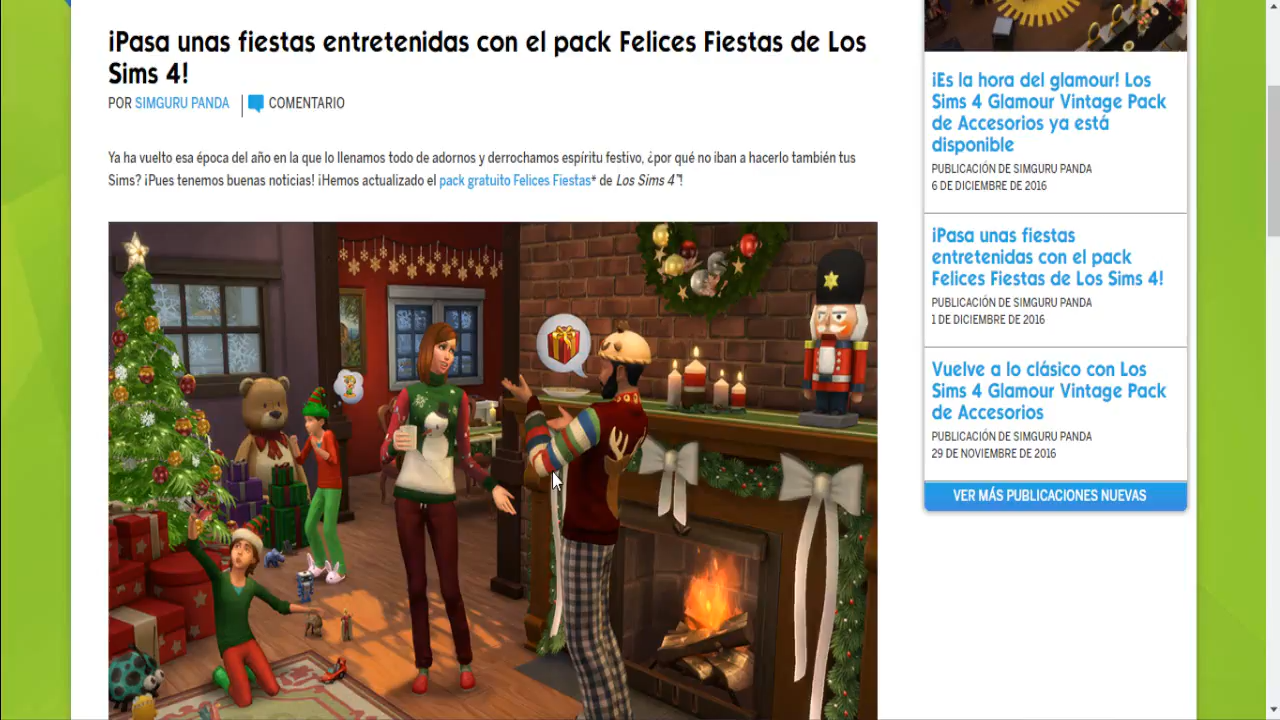 ¡Pasa unas fiestas entretenidas con el pack Felices Fiestas de Los
Sims 4!
POR SIMGURU PANDA | COMENTARIO
Ya ha vuelto esa época del año en la que lo llenamos todo de adornos y derrochamos espíritu festivo, ¿por qué no iban a hacerlo también tus
Sims? ¡Pues tenemos buenas noticias! ¡Hemos actualizado el pack gratuito Felices Fiestas* de Los Sims 4™!
¡Es la hora del glamour! Los
Sims 4 Glamour Vintage Pack
de Accesorios ya está
disponible
PUBLICACIÓN DE SIMGURU PANDA
6 DE DICIEMBRE DE 2016
¡Pasa unas fiestas
entretenidas con el pack
Felices Fiestas de Los Sims 4!
PUBLICACIÓN DE SIMGURU PANDA
1 DE DICIEMBRE DE 2016
Vuelve a lo clásico con Los
Sims 4 Glamour Vintage Pack
de Accesorios
PUBLICACIÓN DE SIMGURU PANDA
29 DE NOVIEMBRE DE 2016
VER MÁS PUBLICACIONES NUEVAS